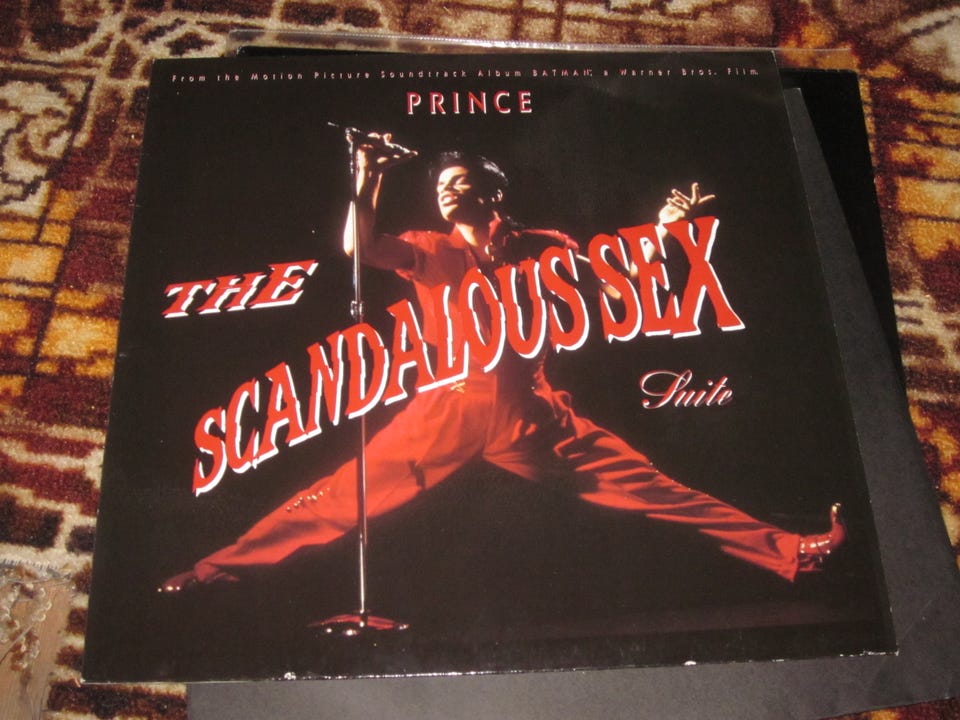 From the Motion Picture Soundtrack Album BATMAN, a Warner Bros. Film
PRINCE
THE
SCANDALOUS SEX
Suite